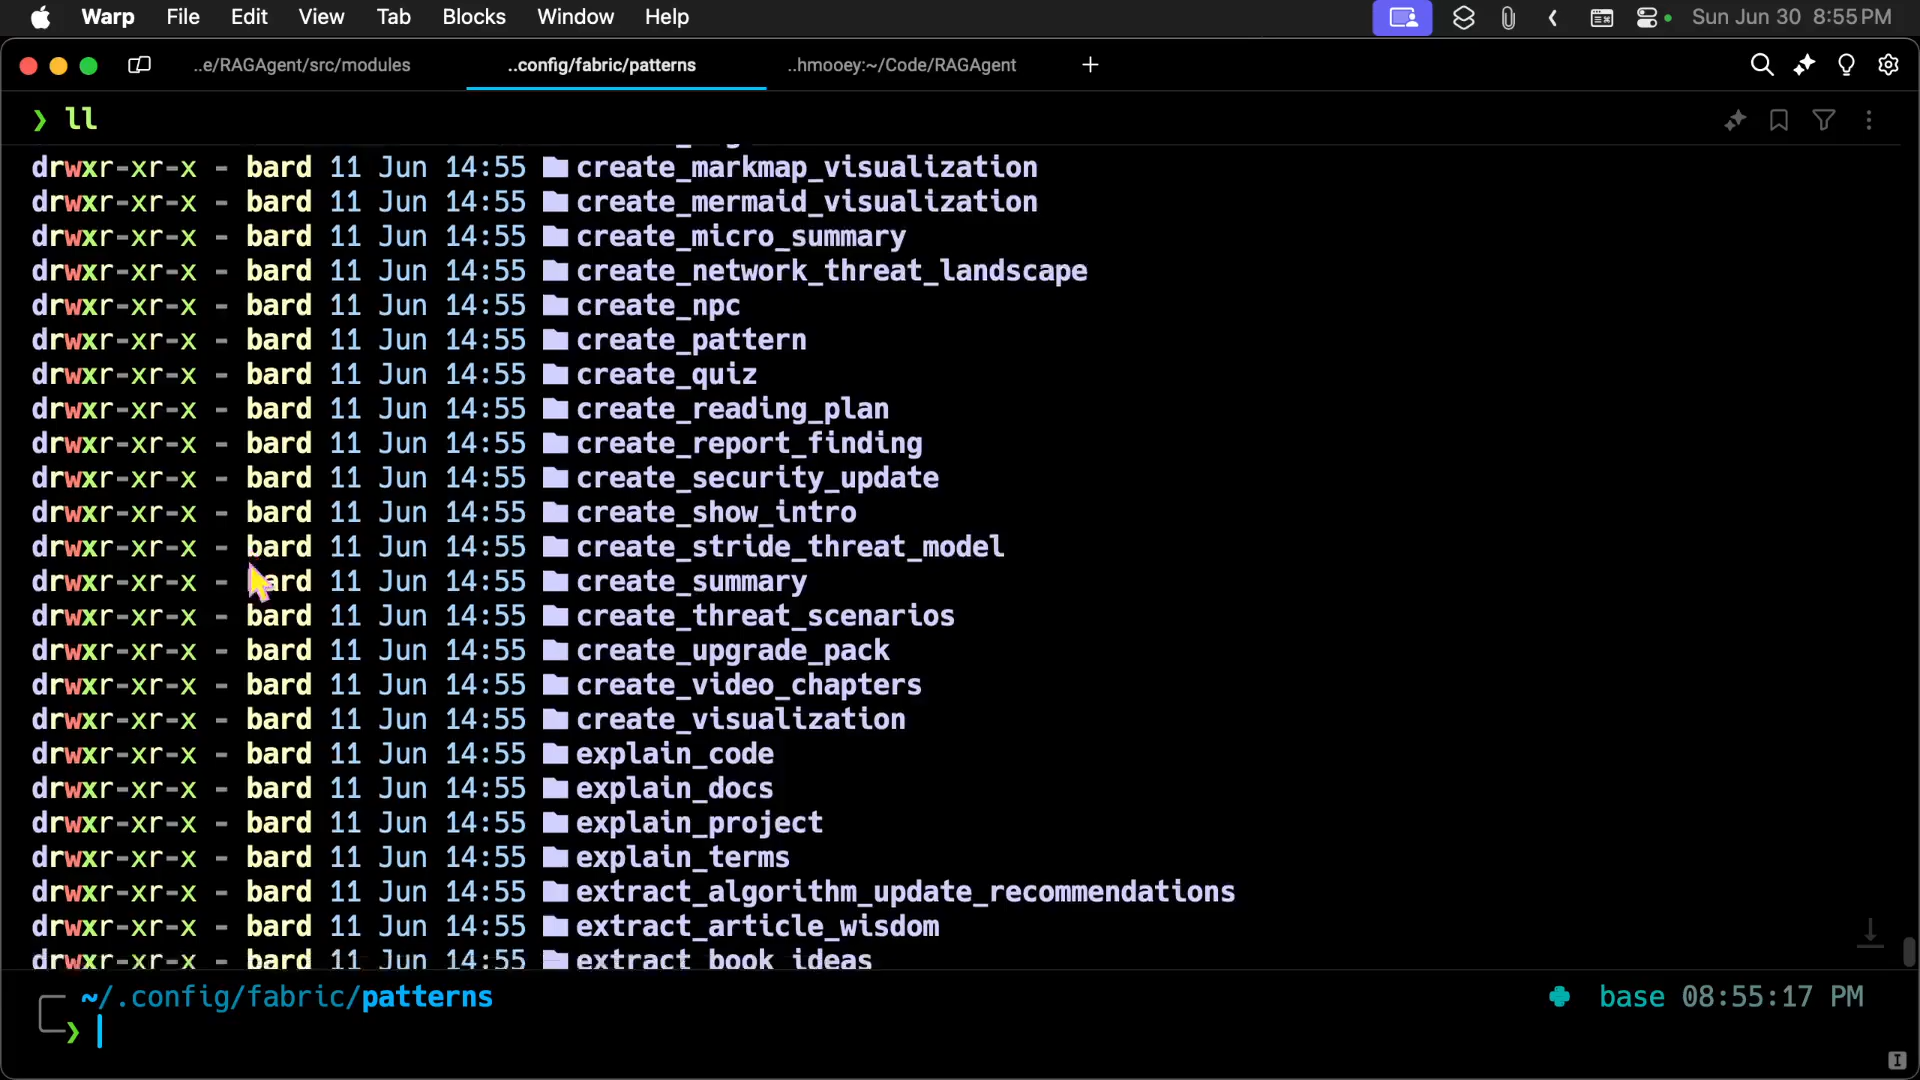 Warp File Edit View Tab Blocks Window Help Sun Jun 30 8:55 PM
..e/RAGAgent/src/modules ..config/fabric/patterns ..hmooey:~/Code/RAGAgent +
❯ ll
drwxr-xr-x - bard 11 Jun 14:55 create_markmap_visualization
drwxr-xr-x - bard 11 Jun 14:55 create_mermaid_visualization
drwxr-xr-x - bard 11 Jun 14:55 create_micro_summary
drwxr-xr-x - bard 11 Jun 14:55 create_network_threat_landscape
drwxr-xr-x - bard 11 Jun 14:55 create_npc
drwxr-xr-x - bard 11 Jun 14:55 create_pattern
drwxr-xr-x - bard 11 Jun 14:55 create_quiz
drwxr-xr-x - bard 11 Jun 14:55 create_reading_plan
drwxr-xr-x - bard 11 Jun 14:55 create_report_finding
drwxr-xr-x - bard 11 Jun 14:55 create_security_update
drwxr-xr-x - bard 11 Jun 14:55 create_show_intro
drwxr-xr-x - bard 11 Jun 14:55 create_stride_threat_model
drwxr-xr-x - bard 11 Jun 14:55 create_summary
drwxr-xr-x - bard 11 Jun 14:55 create_threat_scenarios
drwxr-xr-x - bard 11 Jun 14:55 create_upgrade_pack
drwxr-xr-x - bard 11 Jun 14:55 create_video_chapters
drwxr-xr-x - bard 11 Jun 14:55 create_visualization
drwxr-xr-x - bard 11 Jun 14:55 explain_code
drwxr-xr-x - bard 11 Jun 14:55 explain_docs
drwxr-xr-x - bard 11 Jun 14:55 explain_project
drwxr-xr-x - bard 11 Jun 14:55 explain_terms
drwxr-xr-x - bard 11 Jun 14:55 extract_algorithm_update_recommendations
drwxr-xr-x - bard 11 Jun 14:55 extract_article_wisdom
drwxr-xr-x - bard 11 Jun 14:55 extract_book_ideas
~/.config/fabric/patterns base 08:55:17 PM
❯